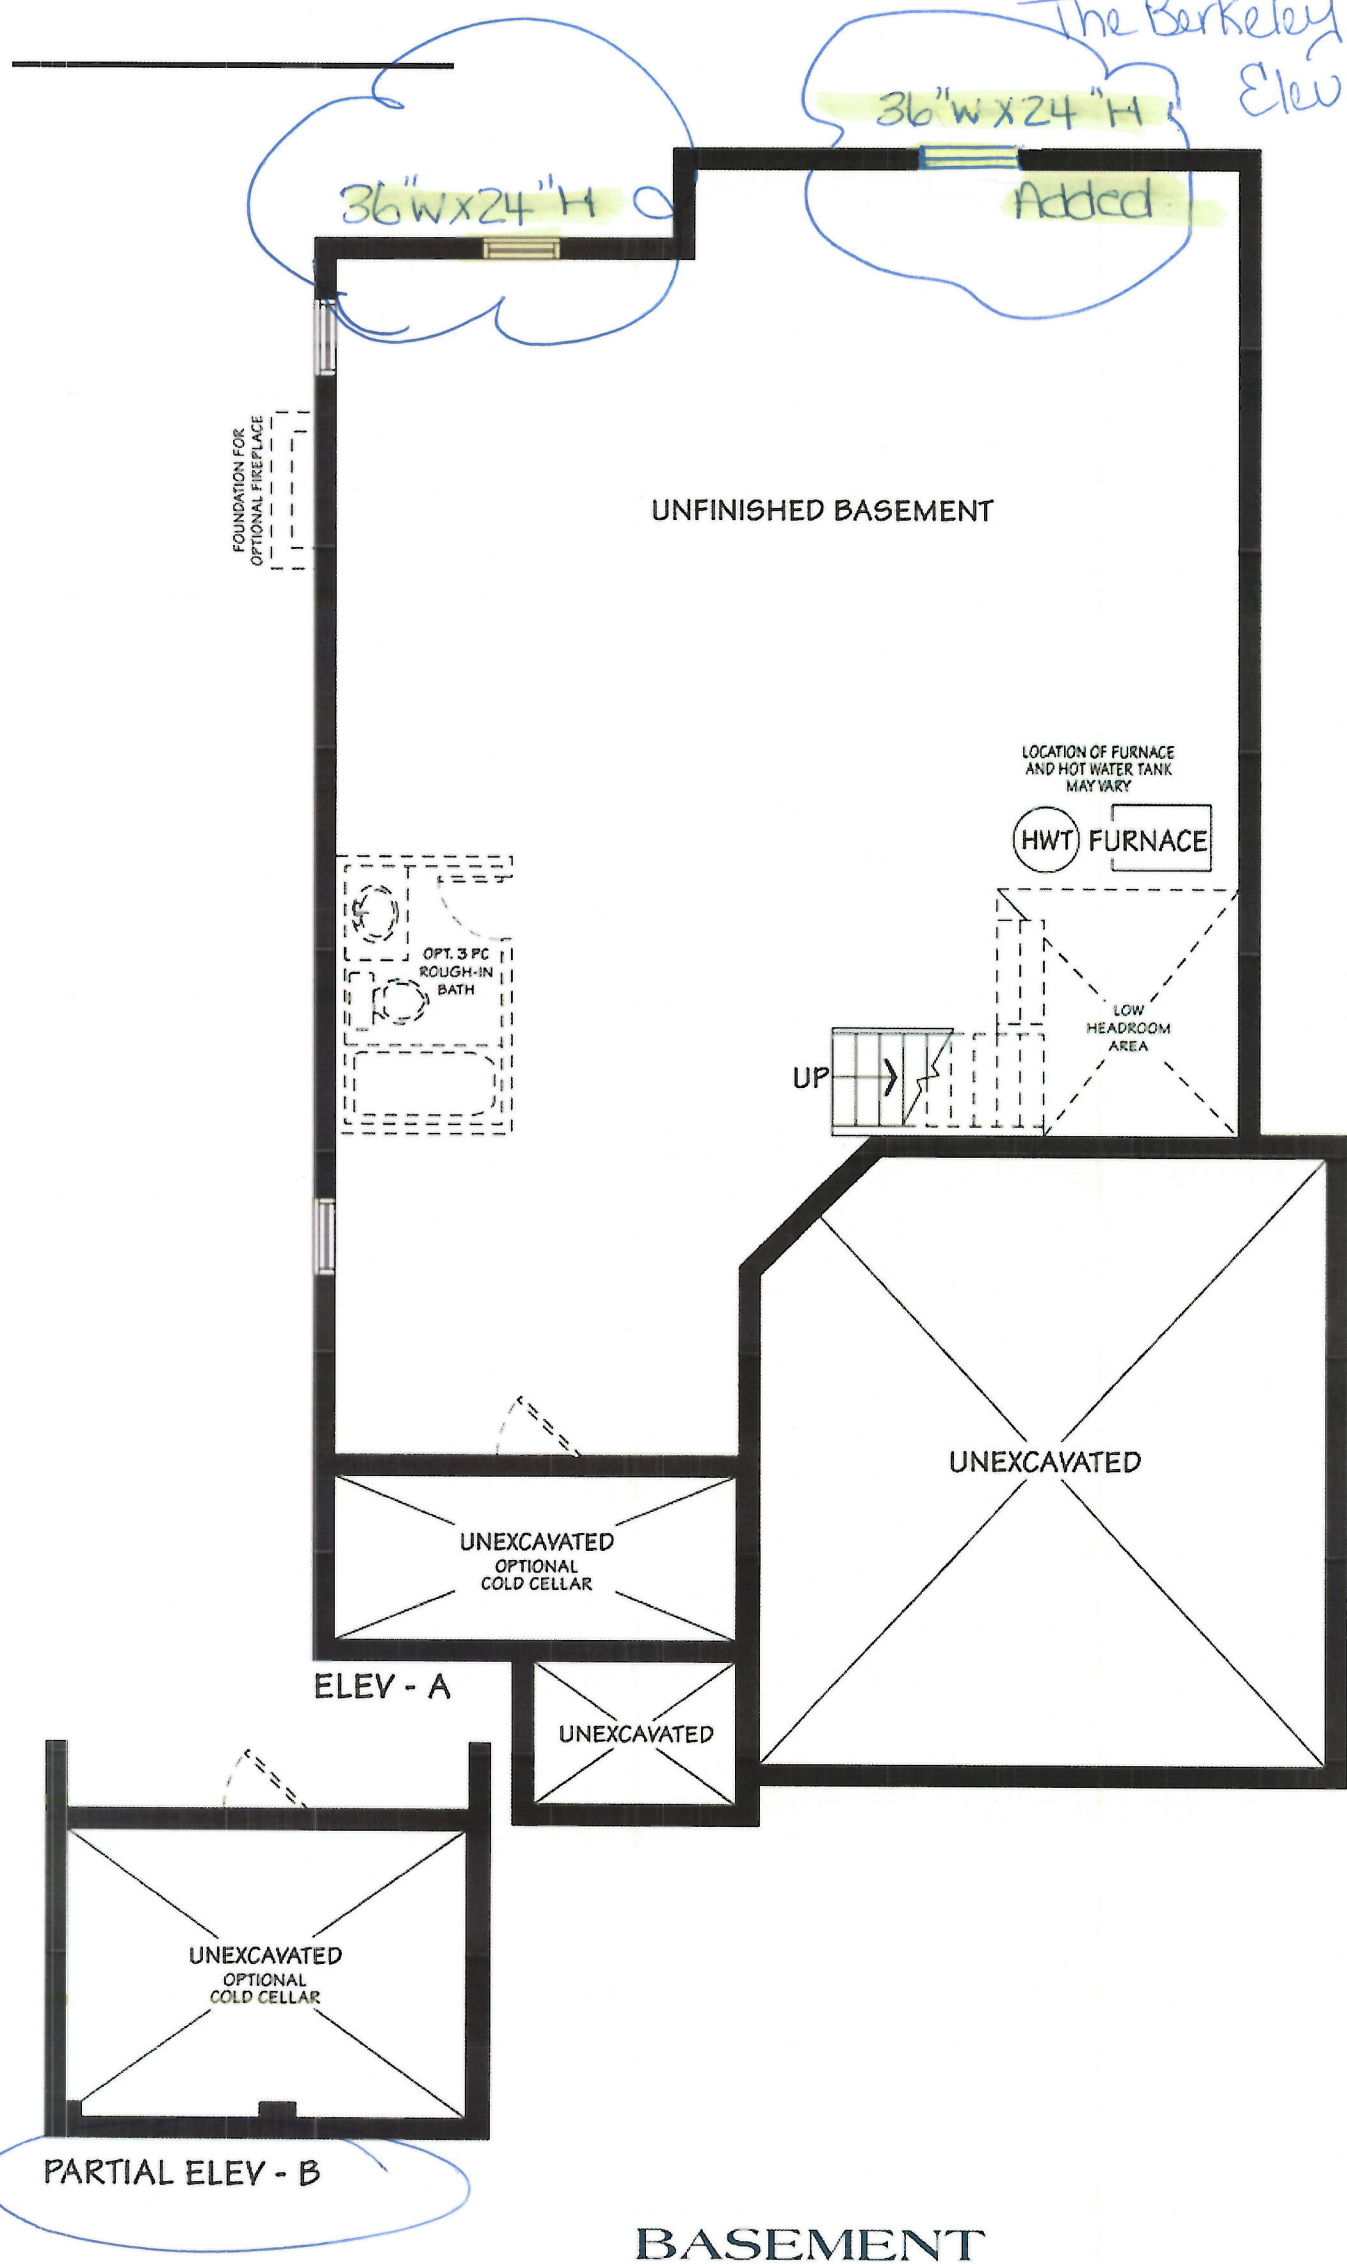 The Berkeley
Elev
36"W X 24"H
Added
36"W X 24"H
FOUNDATION FOR
OPTIONAL FIREPLACE
UNFINISHED BASEMENT
LOCATION OF FURNACE
AND HOT WATER TANK
MAY VARY
HWT FURNACE
OPT. 3 PC
ROUGH-IN
BATH
LOW
HEADROOM
AREA
UP
UNEXCAVATED
UNEXCAVATED
OPTIONAL
COLD CELLAR
ELEV - A
UNEXCAVATED
UNEXCAVATED
OPTIONAL
COLD CELLAR
PARTIAL ELEV - B
BASEMENT